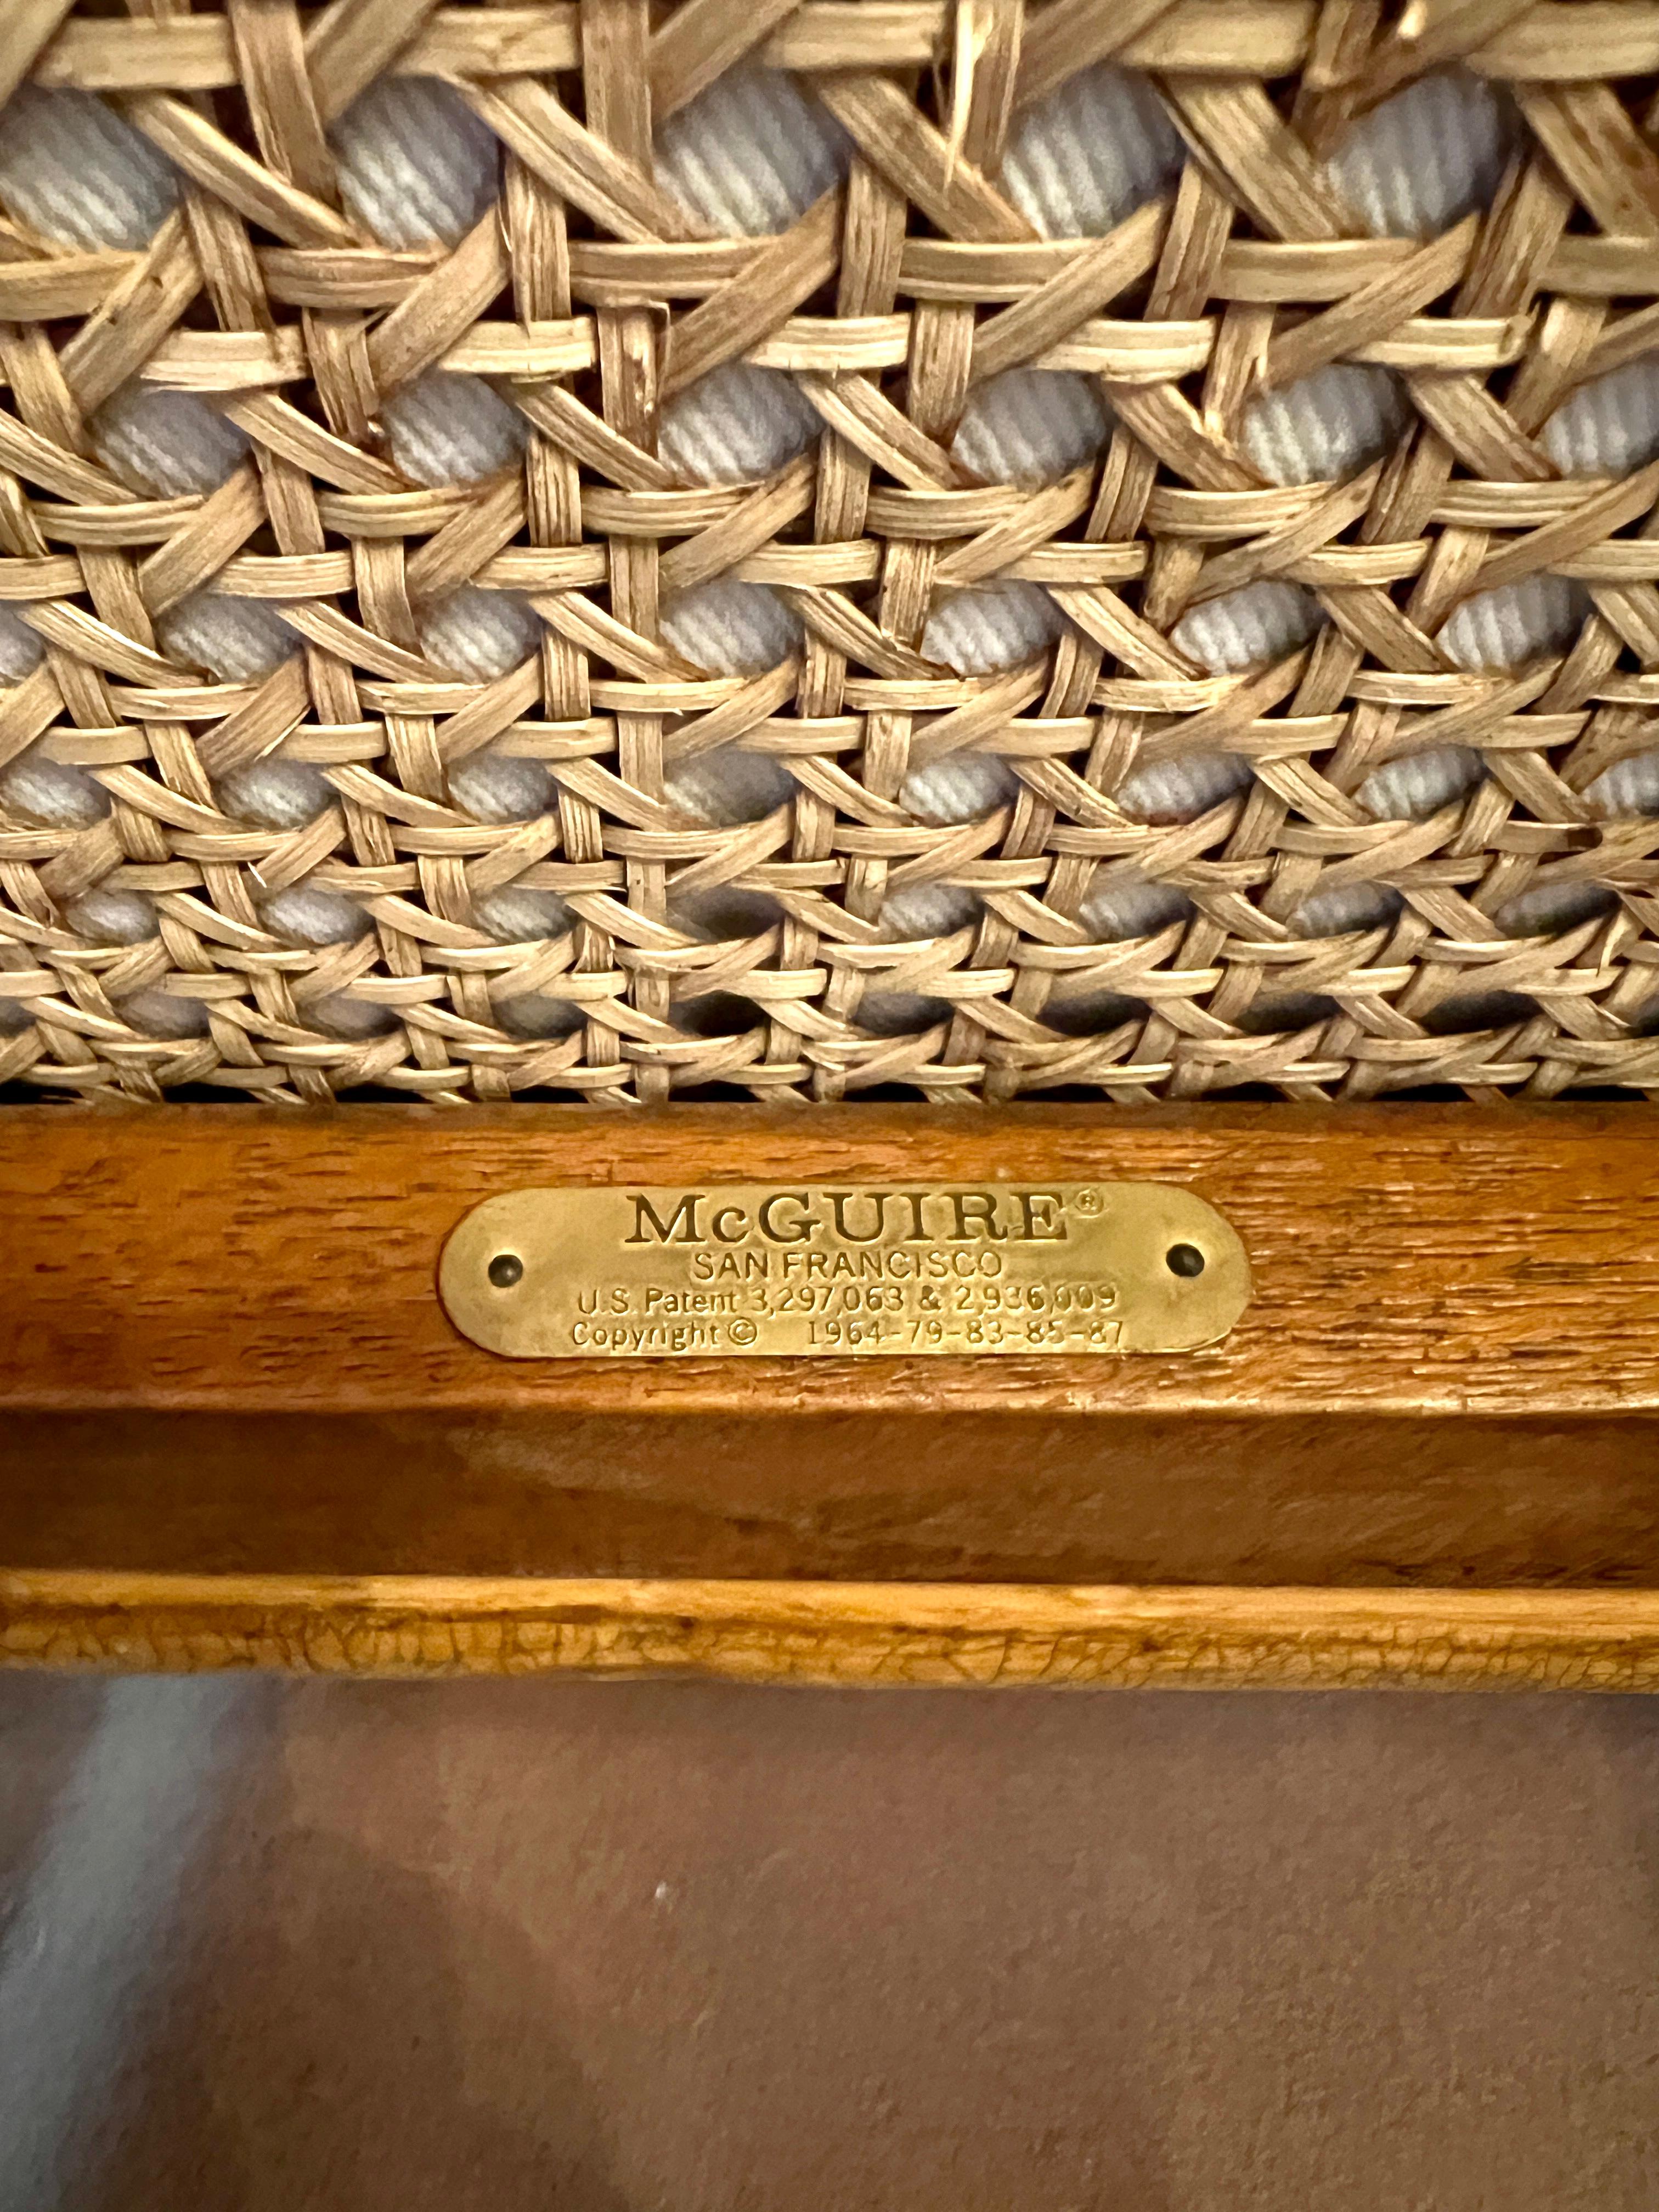 McGUIRE®
SAN FRANCISCO
U.S. Patent 3,297,063 & 2,936,009
Copyright © 1964-79-83-85-87